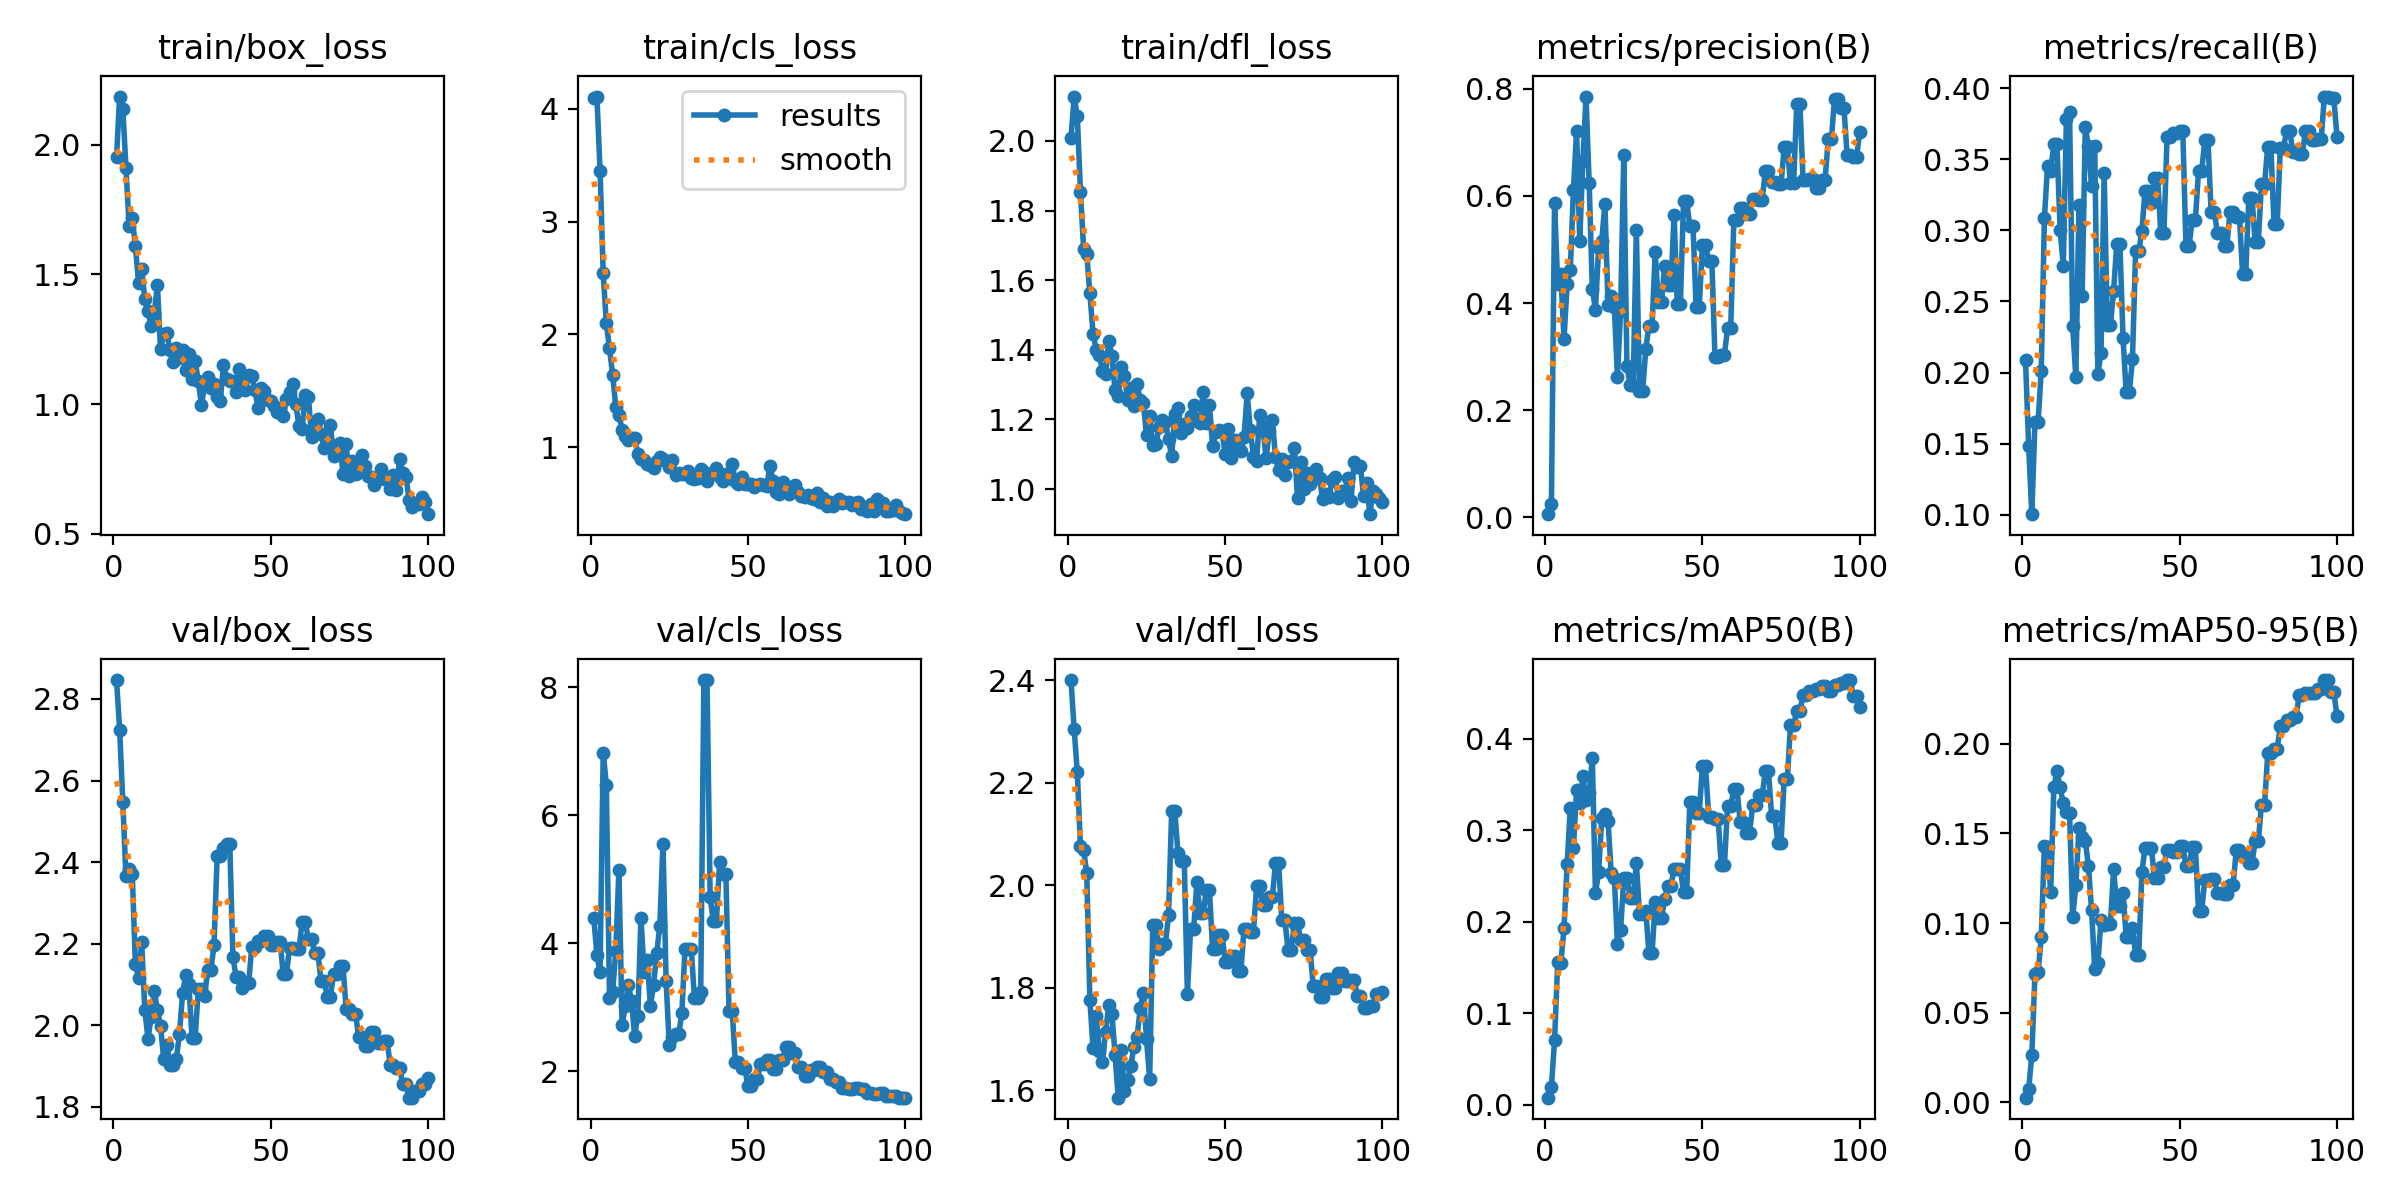 train/box_loss
2.0
1.5
1.0
0.5
0 50 100
train/cls_loss
results
smooth
4
3
2
1
0 50 100
train/dfl_loss
2.0
1.8
1.6
1.4
1.2
1.0
0 50 100
metrics/precision(B)
0.8
0.6
0.4
0.2
0.0
0 50 100
metrics/recall(B)
0.40
0.35
0.30
0.25
0.20
0.15
0.10
0 50 100
val/box_loss
2.8
2.6
2.4
2.2
2.0
1.8
0 50 100
val/cls_loss
8
6
4
2
0 50 100
val/dfl_loss
2.4
2.2
2.0
1.8
1.6
0 50 100
metrics/mAP50(B)
0.4
0.3
0.2
0.1
0.0
0 50 100
metrics/mAP50-95(B)
0.20
0.15
0.10
0.05
0.00
0 50 100